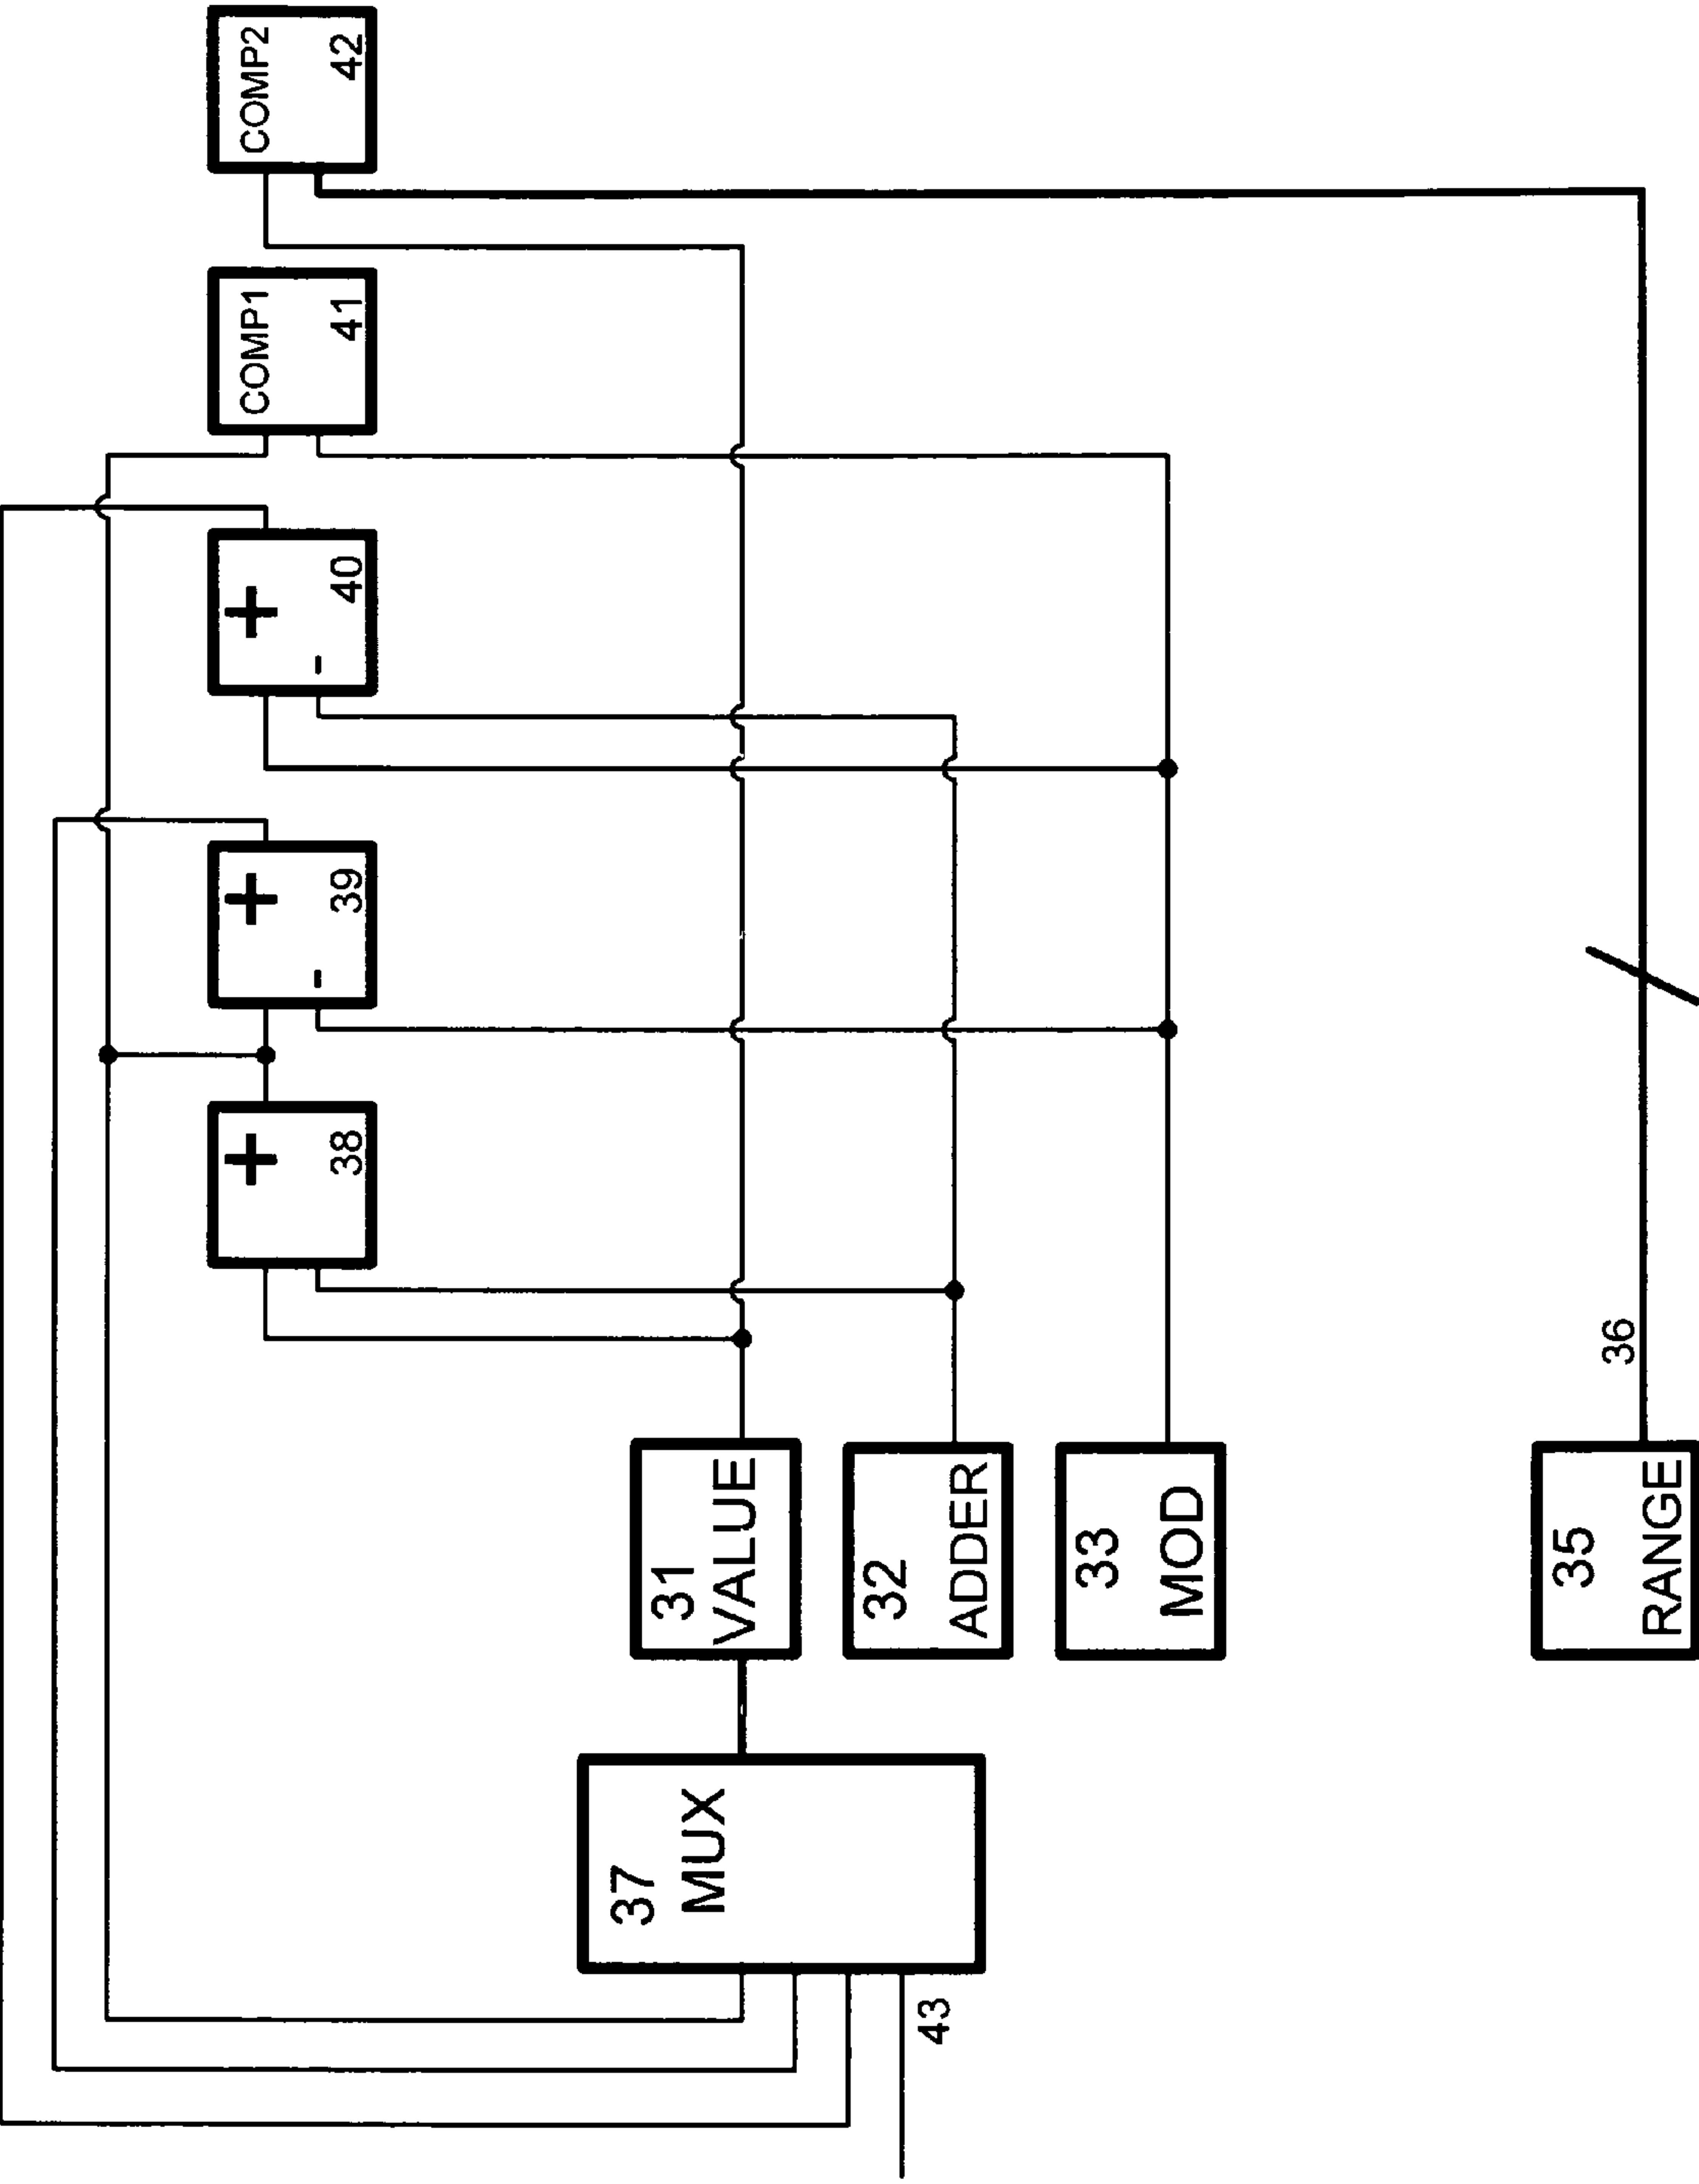 37
MUX
43
31
VALUE
32
ADDER
33
MOD
35
RANGE
36
+
38
+
-
39
+
-
40
COMP1
41
COMP2
42